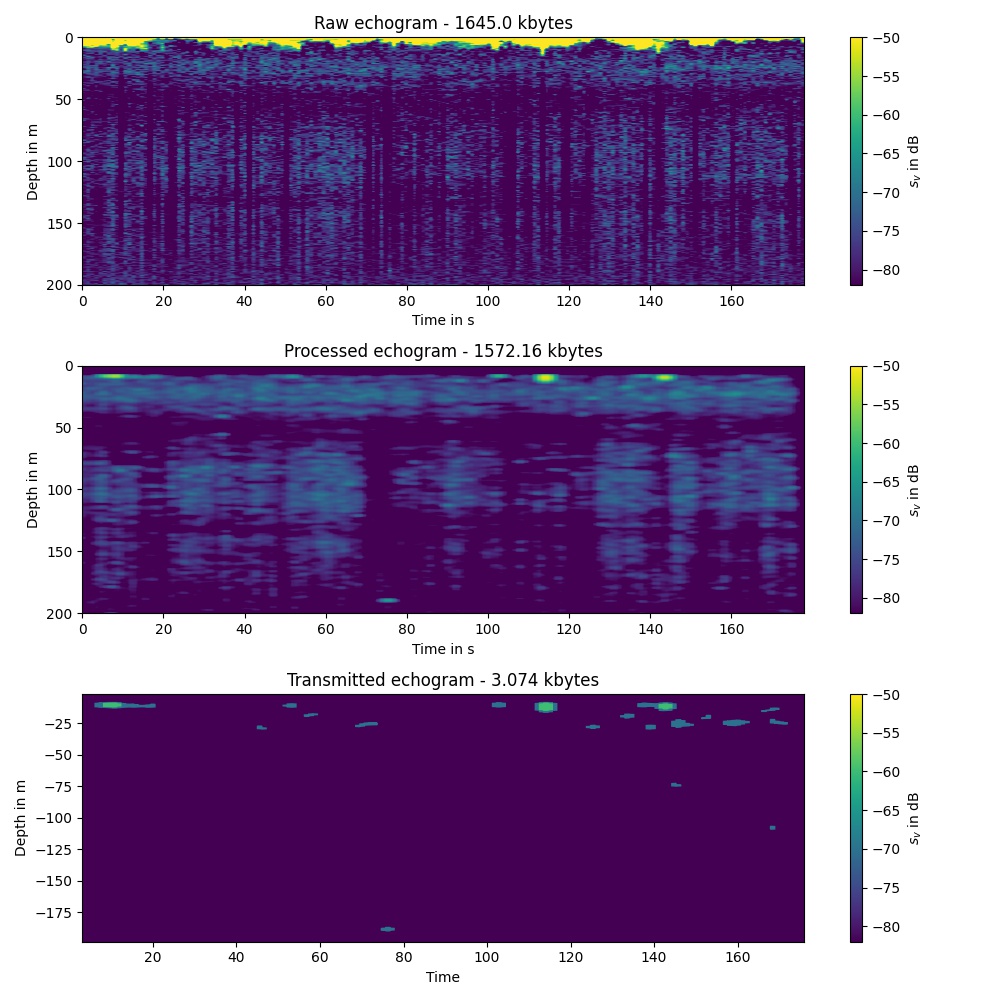 Raw echogram - 1645.0 kbytes
0
50
100
150
200
Depth in m
0 20 40 60 80 100 120 140 160
Time in s
−50
−55
−60
−65
−70
−75
−80
sv in dB
Processed echogram - 1572.16 kbytes
0
50
100
150
200
Depth in m
0 20 40 60 80 100 120 140 160
Time in s
−50
−55
−60
−65
−70
−75
−80
sv in dB
Transmitted echogram - 3.074 kbytes
−25
−50
−75
−100
−125
−150
−175
Depth in m
20 40 60 80 100 120 140 160
Time
−50
−55
−60
−65
−70
−75
−80
sv in dB